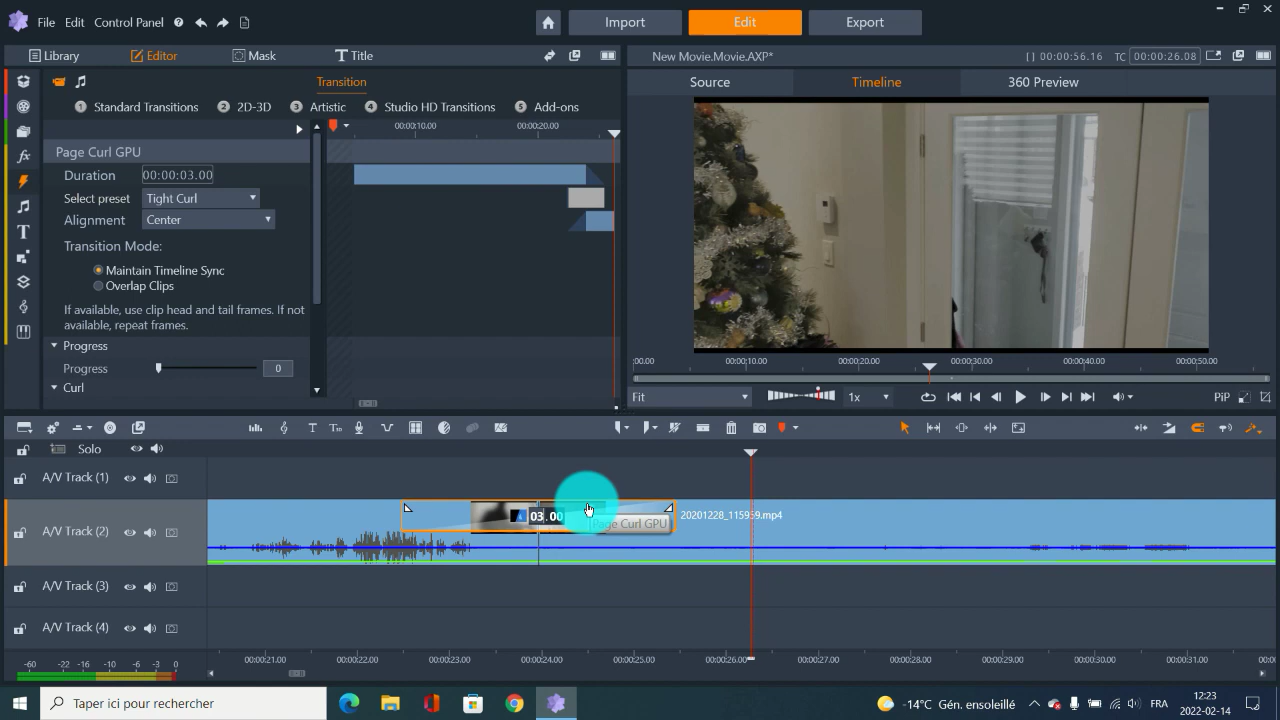 File Edit Control Panel
Import Edit Export
Library Editor Mask Title
New Movie.Movie.AXP* [ ] 00:00:56.16 TC 00:00:26.08
Transition
Source Timeline 360 Preview
1 Standard Transitions 2 2D-3D 3 Artistic 4 Studio HD Transitions 5 Add-ons
00:00:10.00 00:00:20.00
Page Curl GPU
Duration 00:00:03.00
Select preset Tight Curl
Alignment Center
Transition Mode:
Maintain Timeline Sync
Overlap Clips
If available, use clip head and tail frames. If not
available, repeat frames.
Progress
Progress 0
Curl
:00.00 00:00:10.00 00:00:20.00 00:00:30.00 00:00:40.00 00:00:50.00
Fit 1x PiP
Solo
A/V Track (1)
A/V Track (2)
03.00
Page Curl GPU
20201228_115959.mp4
A/V Track (3)
A/V Track (4)
-60 -22 -16 -10 -6 -3 0
00:00:21.00 00:00:22.00 00:00:23.00 00:00:24.00 00:00:25.00 00:00:26.00 00:00:27.00 00:00:28.00 00:00:29.00 00:00:30.00 00:00:31.00
Taper ici pour rechercher
-14°C Gén. ensoleillé
FRA
12:23
2022-02-14